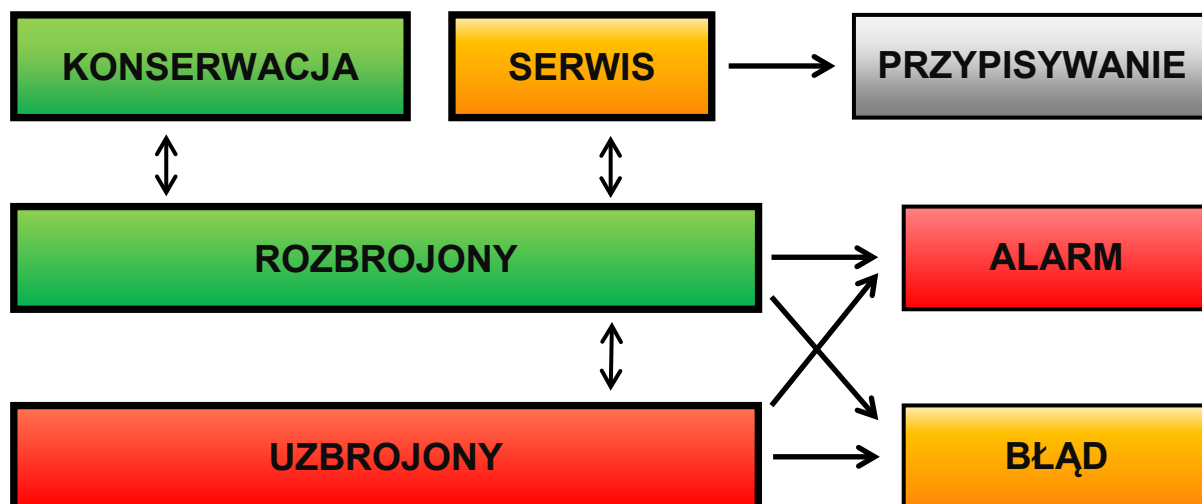 KONSERWACJA
SERWIS
PRZYPISYWANIE
ROZBROJONY
ALARM
UZBROJONY
BŁĄD